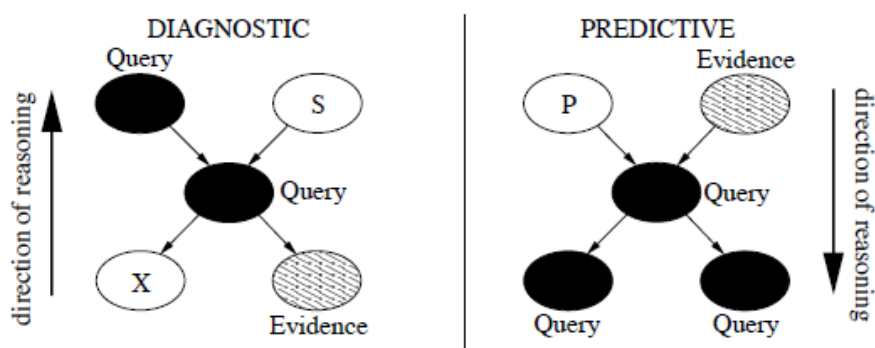 DIAGNOSTIC
Query
S
direction of reasoning
Query
X
Evidence
PREDICTIVE
Evidence
P
direction of reasoning
Query
Query
Query